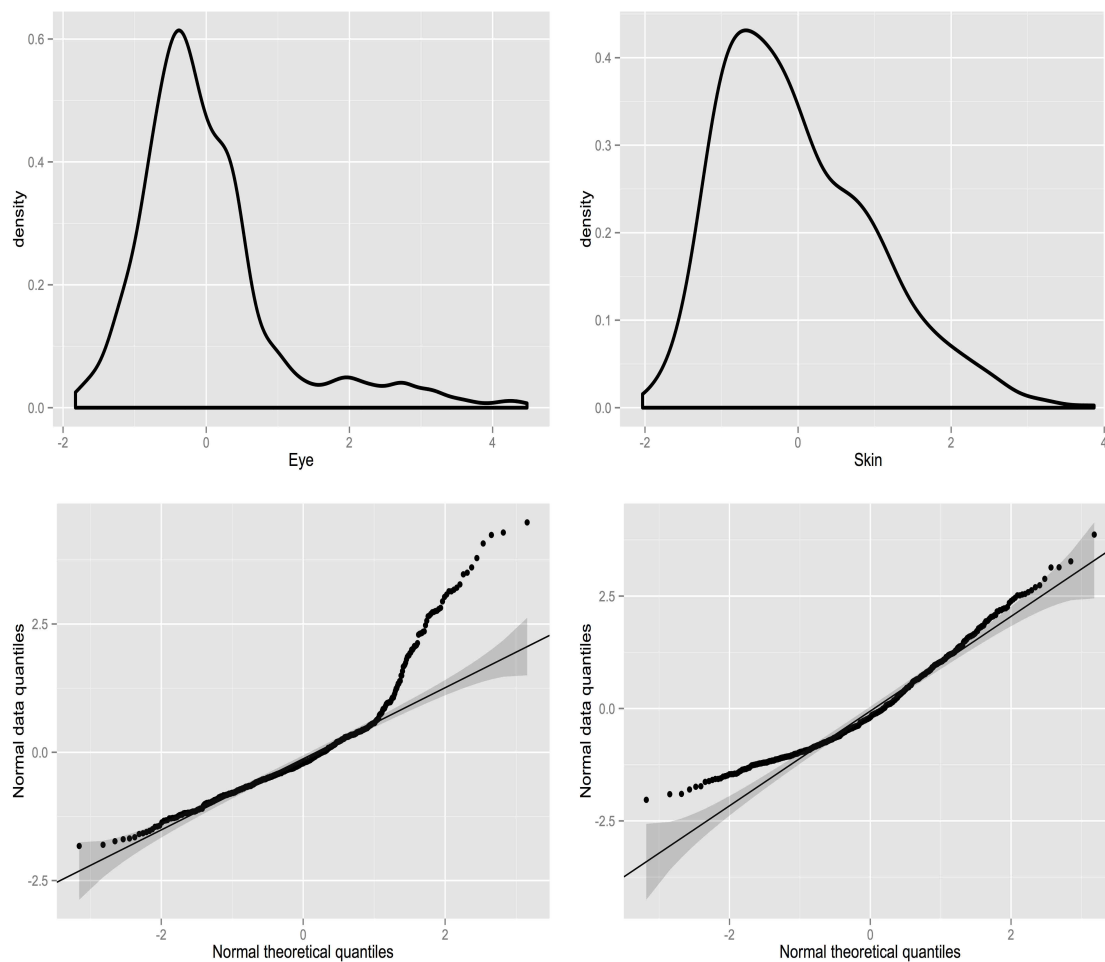 0.6
0.4
0.2
0.0
density
-2 0 2 4
Eye
0.4
0.3
0.2
0.1
0.0
density
-2 0 2 4
Skin
2.5
0.0
-2.5
Normal data quantiles
-2 0 2
Normal theoretical quantiles
2.5
0.0
-2.5
Normal data quantiles
-2 0 2
Normal theoretical quantiles